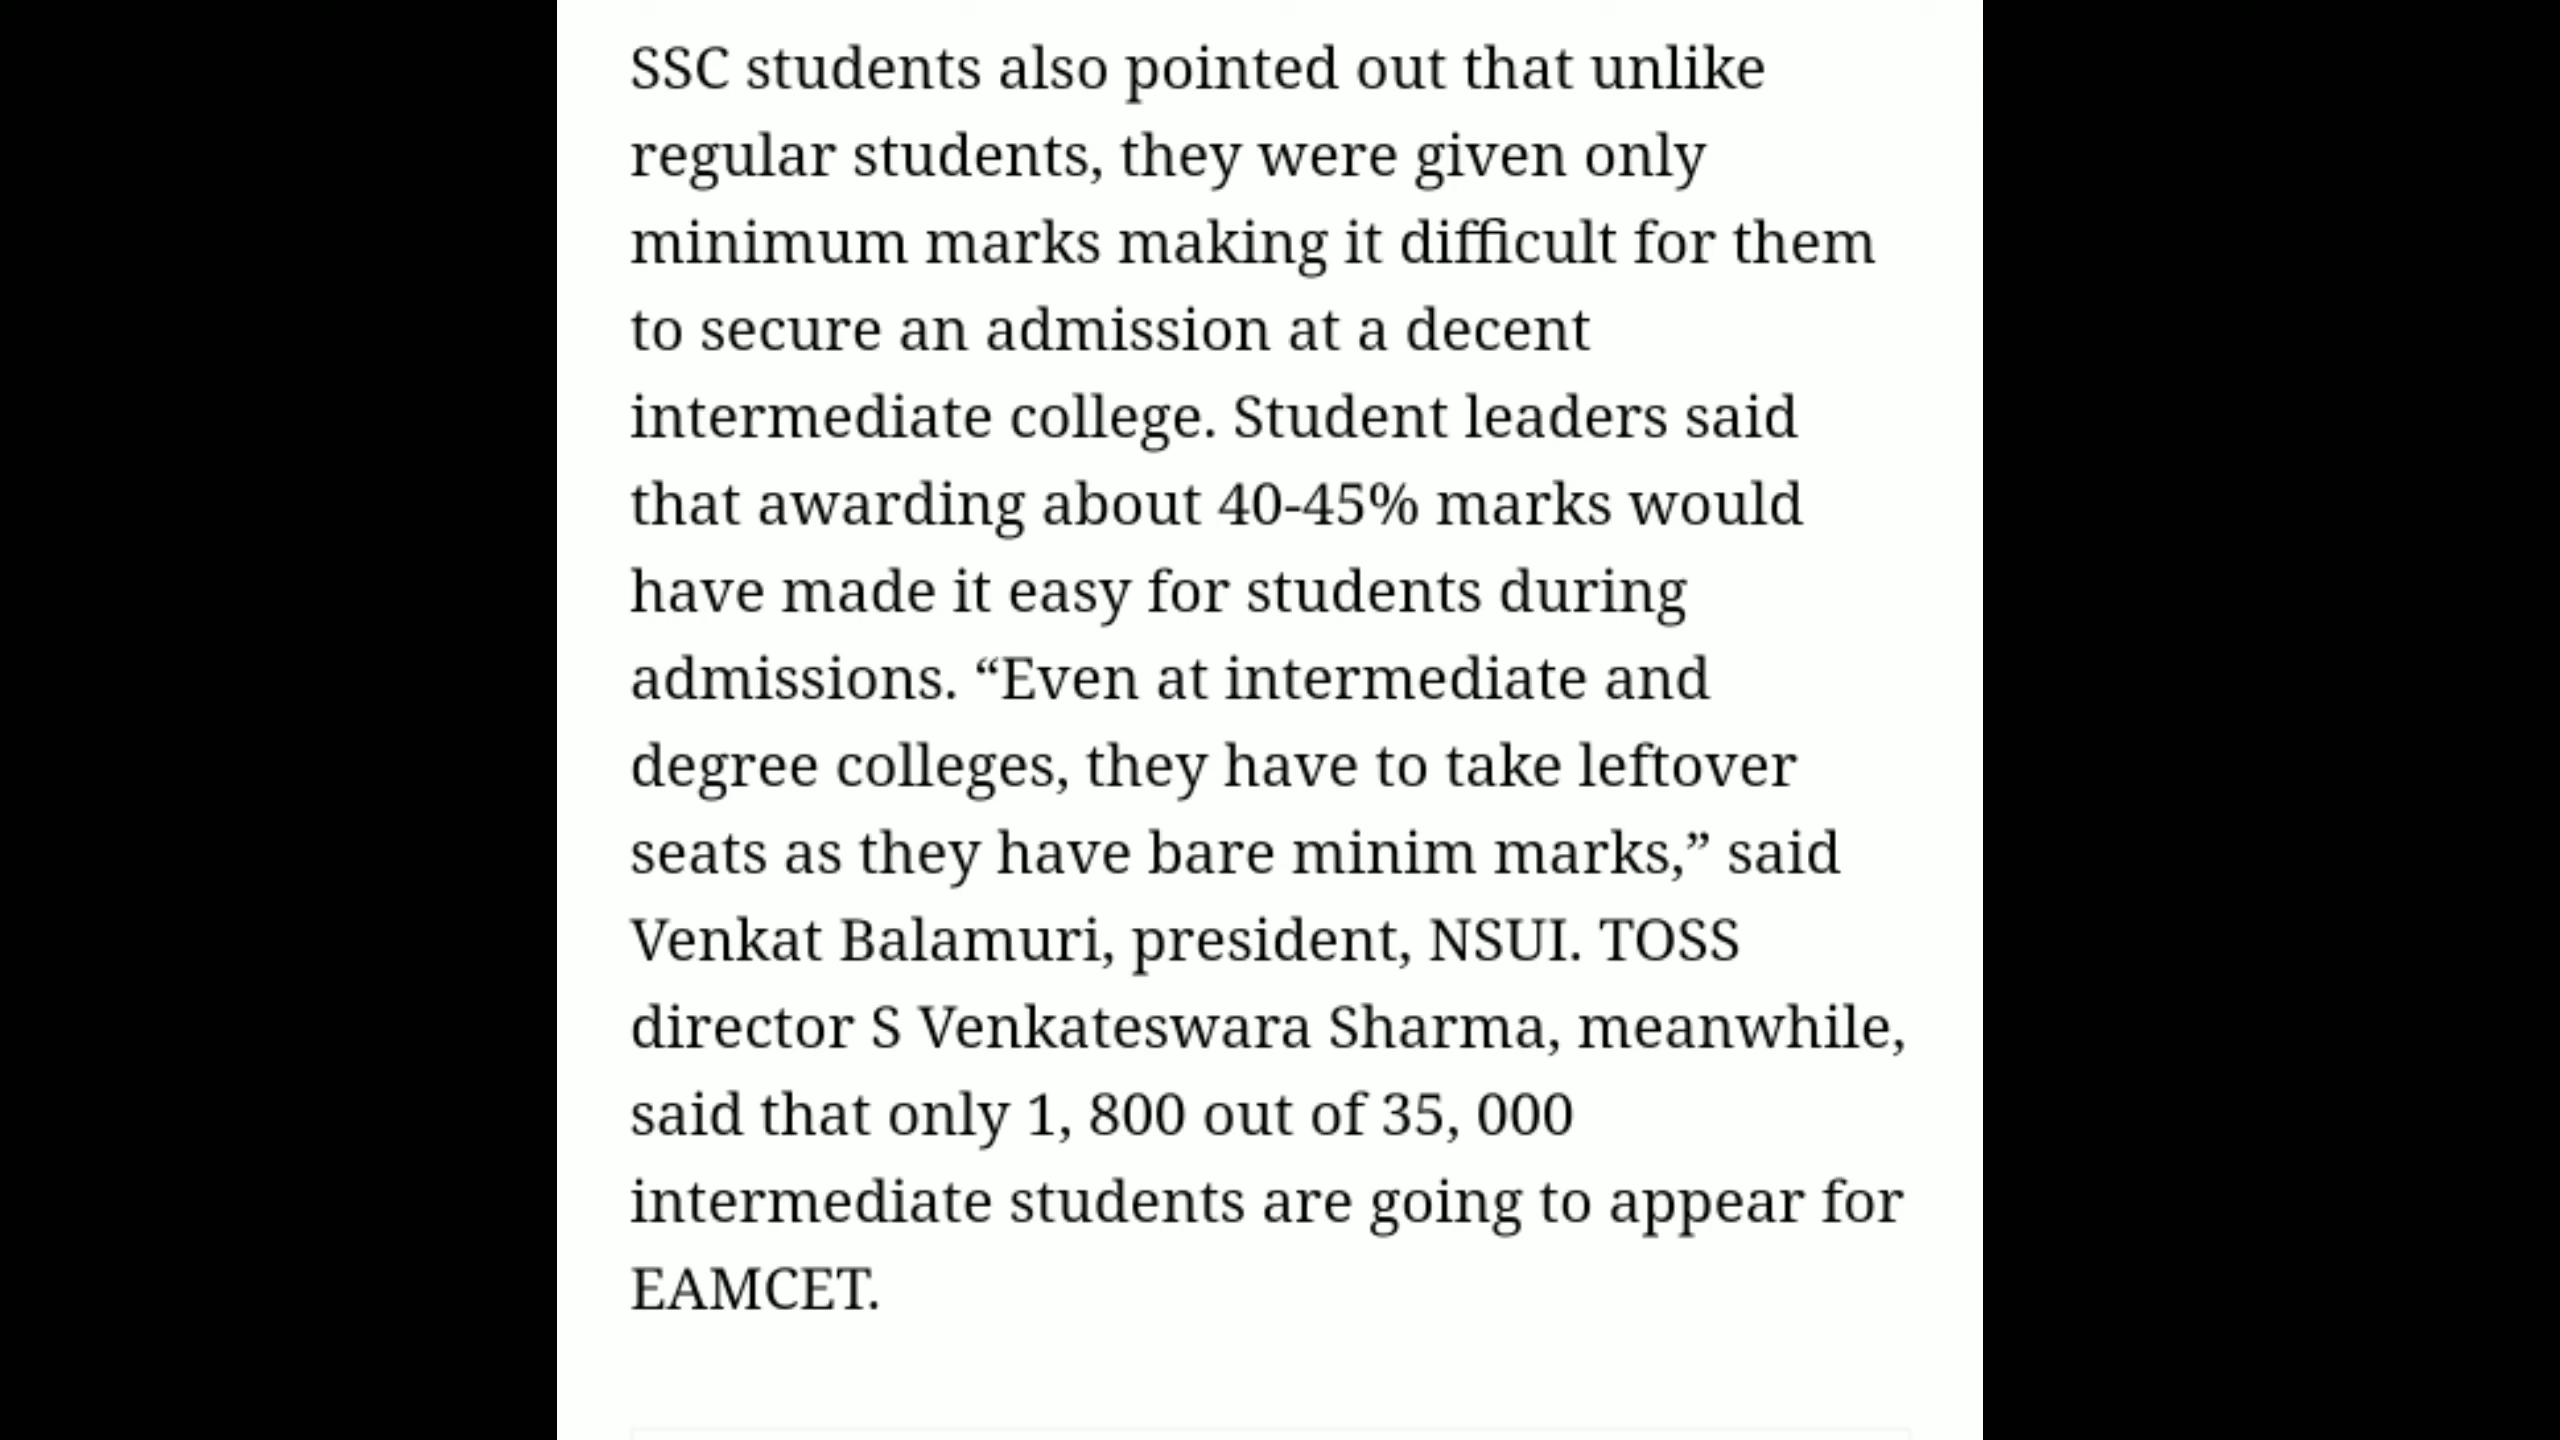 SSC students also pointed out that unlike
regular students, they were given only
minimum marks making it difficult for them
to secure an admission at a decent
intermediate college. Student leaders said
that awarding about 40-45% marks would
have made it easy for students during
admissions. “Even at intermediate and
degree colleges, they have to take leftover
seats as they have bare minim marks,” said
Venkat Balamuri, president, NSUI. TOSS
director S Venkateswara Sharma, meanwhile,
said that only 1, 800 out of 35, 000
intermediate students are going to appear for
EAMCET.